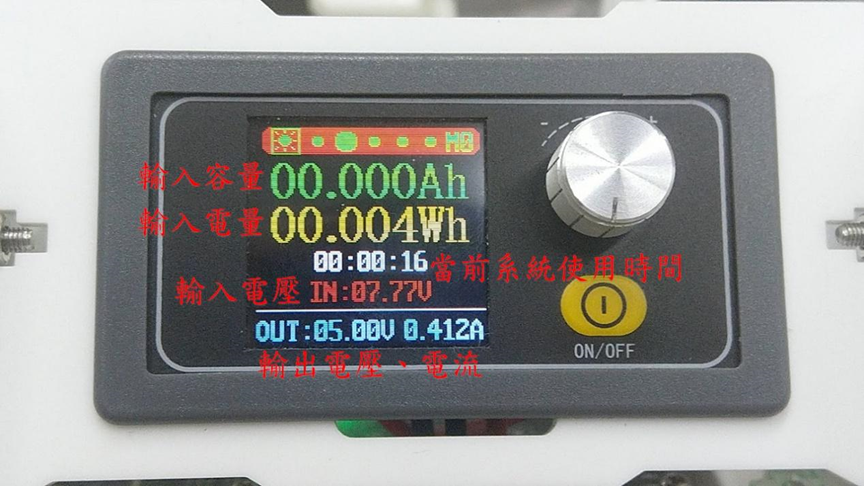 M0
- +
輸入容量 00.000Ah
輸入電量 00.004Wh
00:00:16 當前系統使用時間
輸入電壓 IN:07.77V
OUT:05.00V 0.412A
輸出電壓、電流
ON/OFF